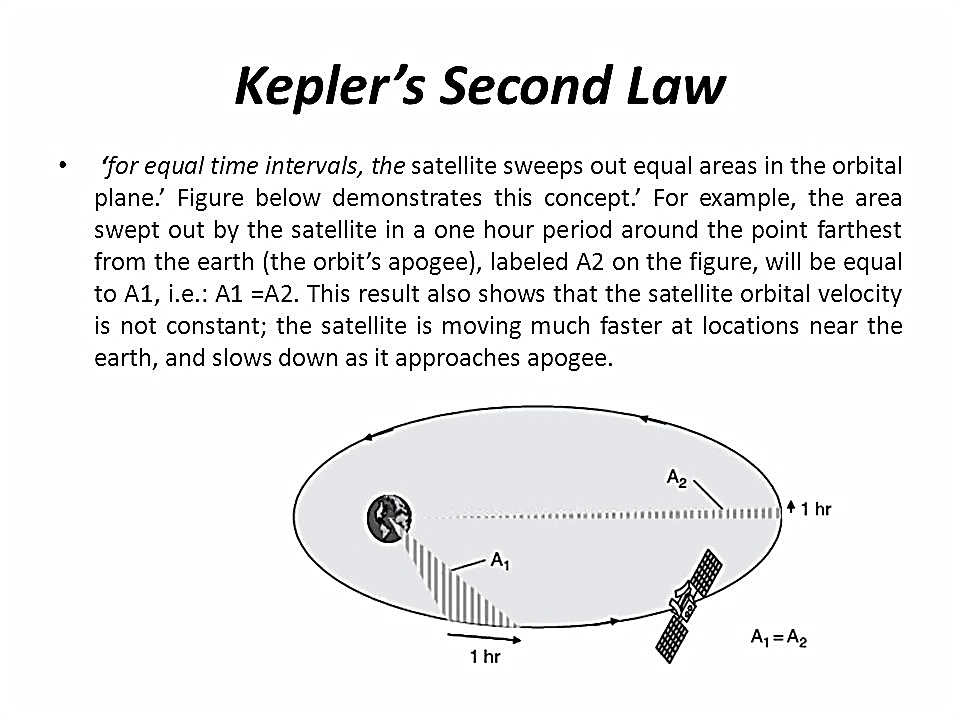 Kepler’s Second Law
• ‘for equal time intervals, the satellite sweeps out equal areas in the orbital
plane.’ Figure below demonstrates this concept.’ For example, the area
swept out by the satellite in a one hour period around the point farthest
from the earth (the orbit’s apogee), labeled A2 on the figure, will be equal
to A1, i.e.: A1 =A2. This result also shows that the satellite orbital velocity
is not constant; the satellite is moving much faster at locations near the
earth, and slows down as it approaches apogee.
A₂
1 hr
A₁
A₁=A₂
1 hr